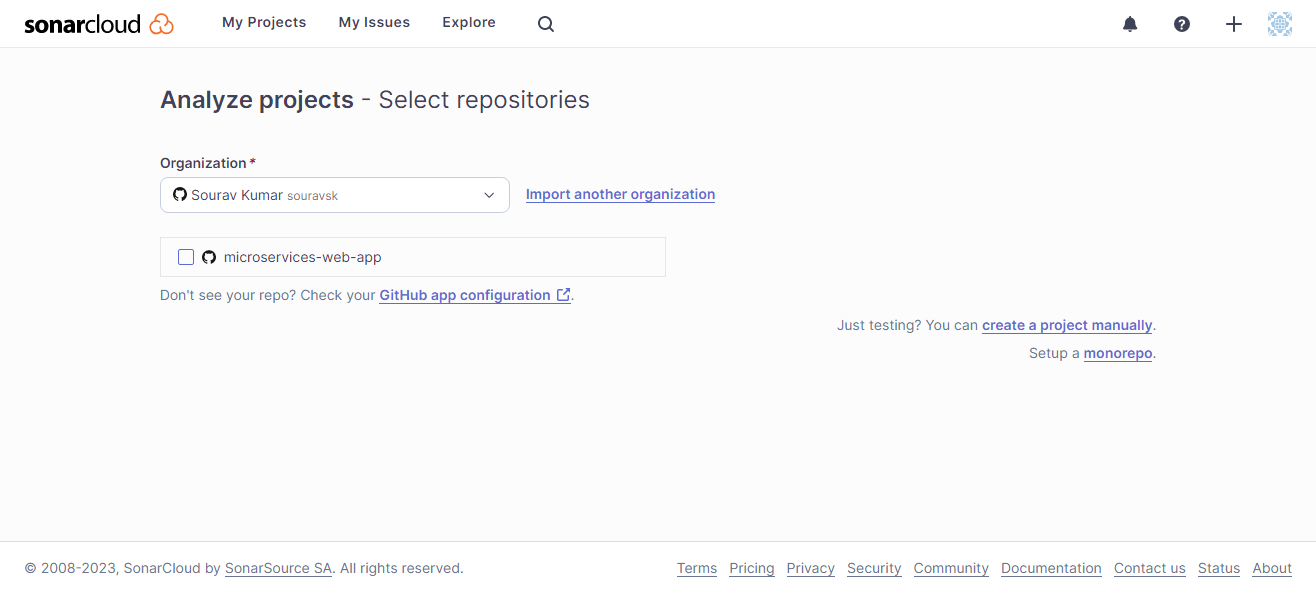 sonarcloud My Projects My Issues Explore
Analyze projects - Select repositories
Organization *
Sourav Kumar souravsk Import another organization
microservices-web-app
Don't see your repo? Check your GitHub app configuration .
Just testing? You can create a project manually.
Setup a monorepo.
© 2008-2023, SonarCloud by SonarSource SA. All rights reserved. Terms Pricing Privacy Security Community Documentation Contact us Status About